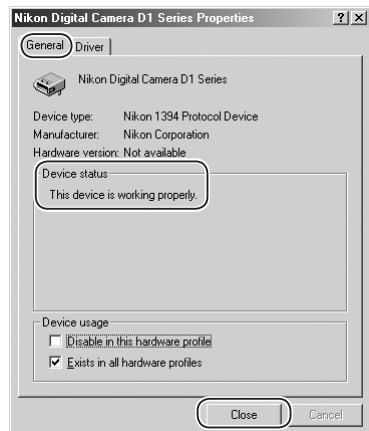 Nikon Digital Camera D1 Series Properties ? ×
General Driver
Nikon Digital Camera D1 Series
Device type: Nikon 1394 Protocol Device
Manufacturer: Nikon Corporation
Hardware version: Not available
Device status
This device is working properly.
Device usage
Disable in this hardware profile
Exists in all hardware profiles
Close Cancel